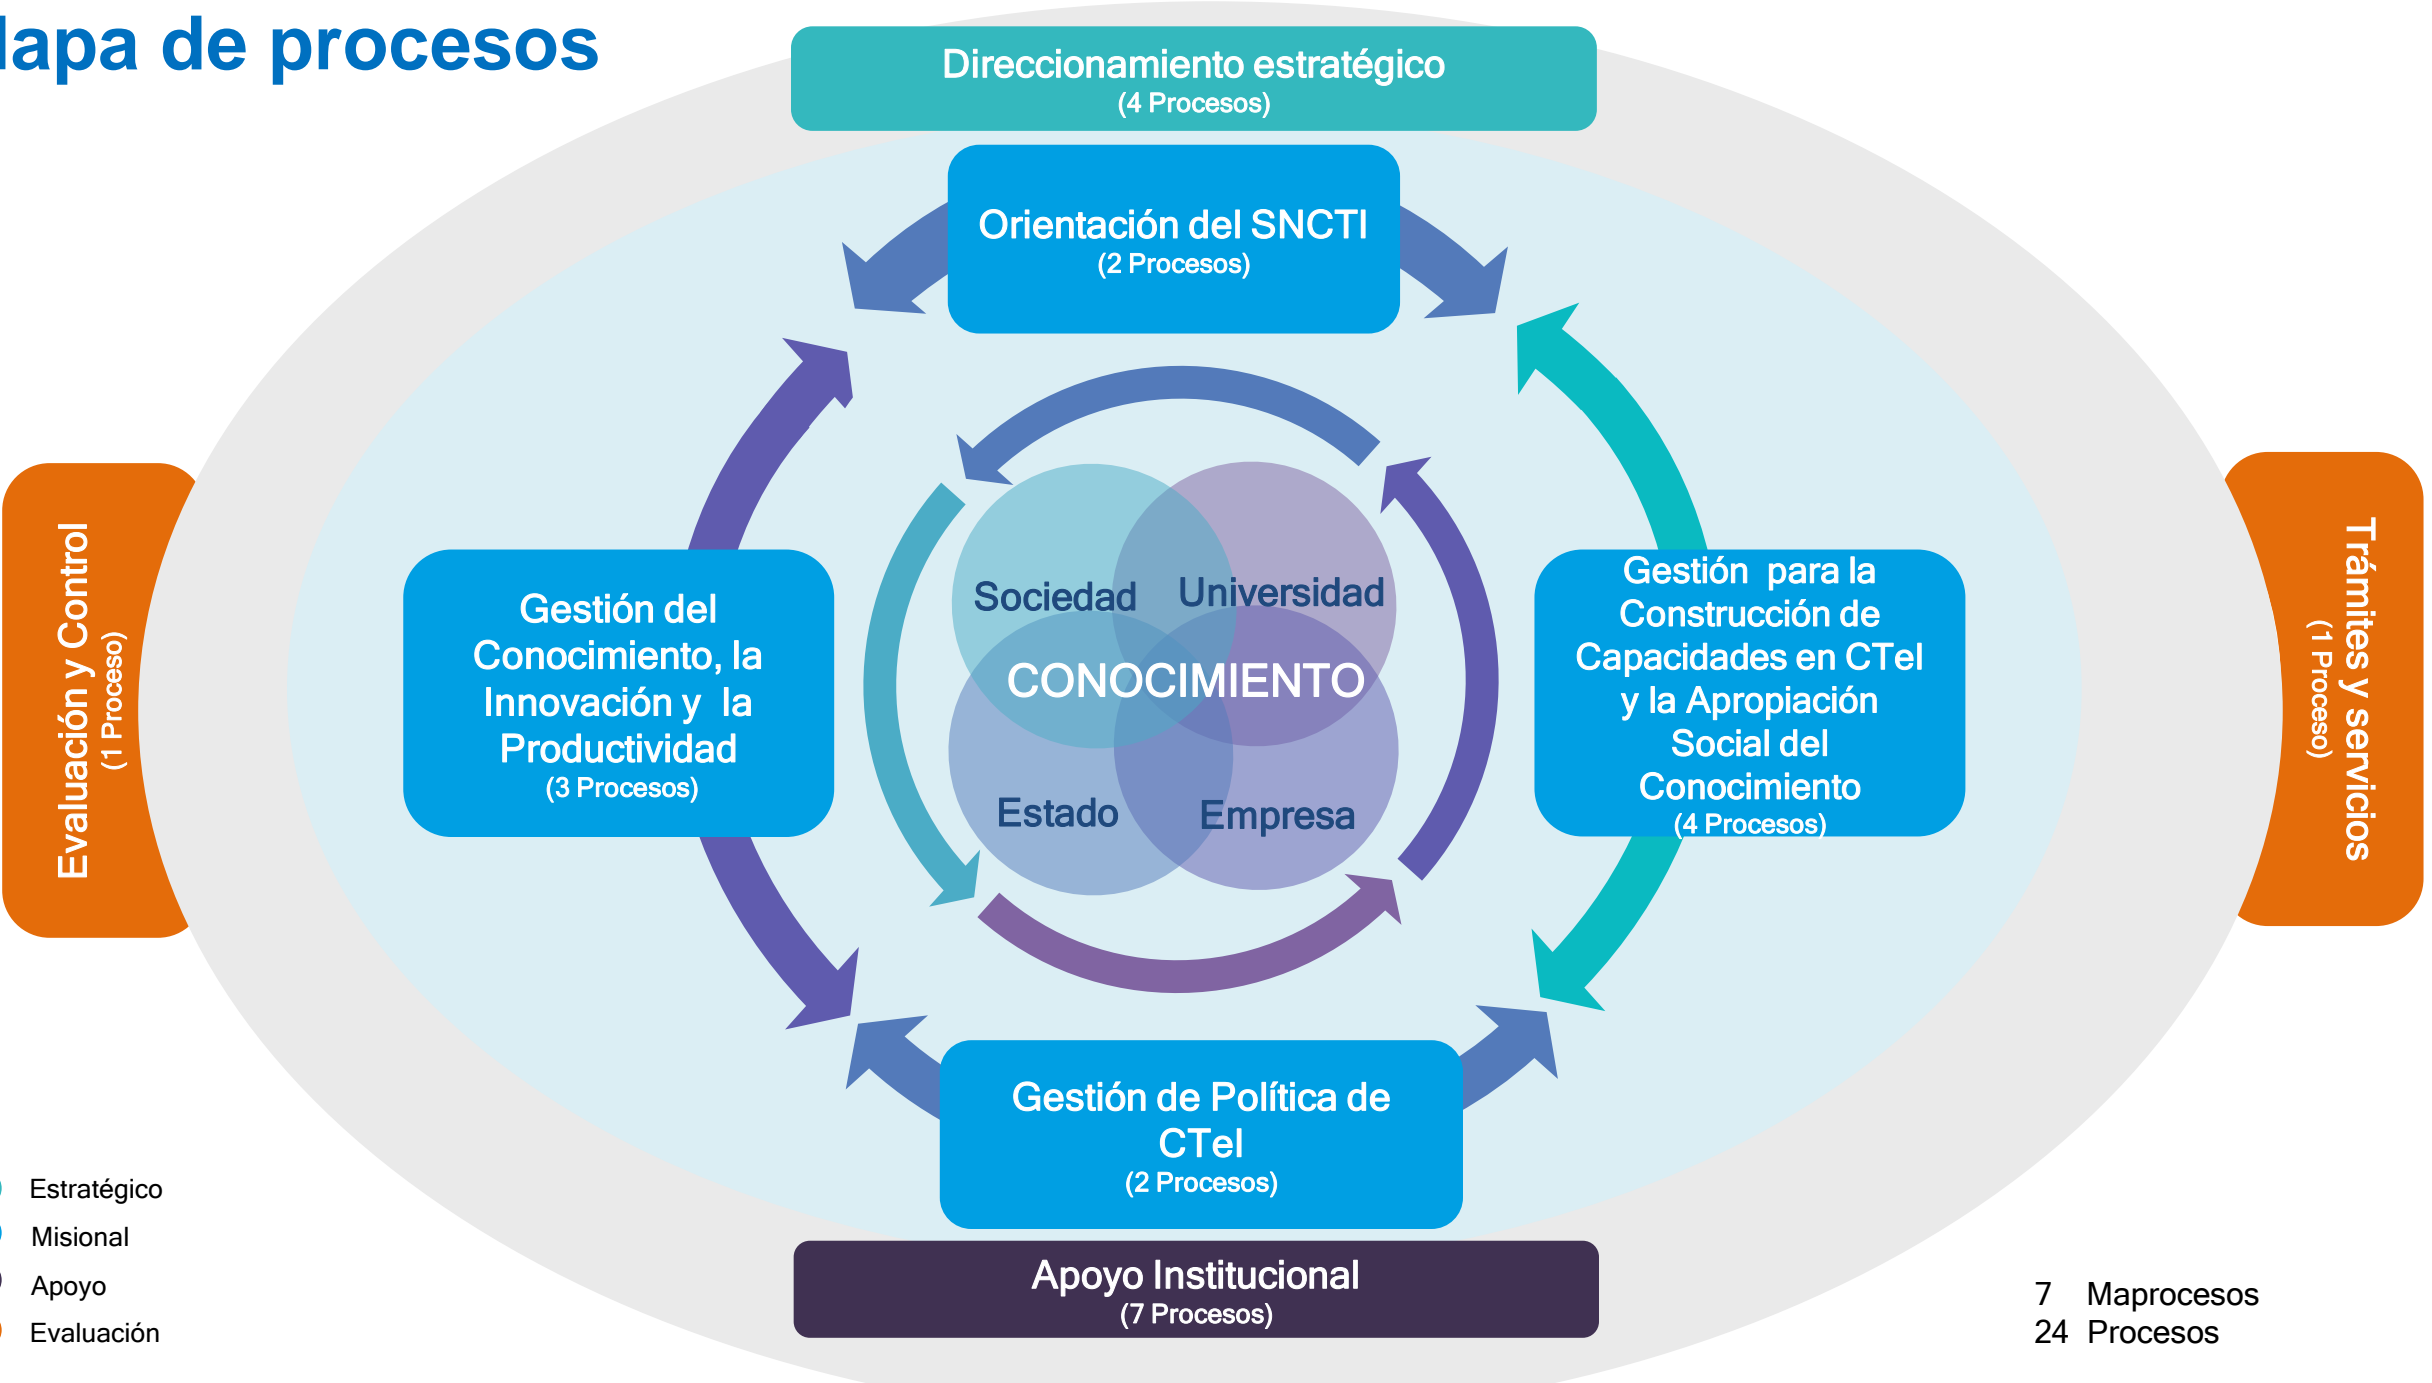 lapa de procesos
Direccionamiento estratégico
(4 Procesos)
Orientación del SNCTI
(2 Procesos)
Evaluación y Control
(1 Proceso)
Gestión del
Conocimiento, la
Innovación y la
Productividad
(3 Procesos)
Sociedad
Universidad
CONOCIMIENTO
Estado
Empresa
Gestión para la
Construcción de
Capacidades en CTeI
y la Apropiación
Social del
Conocimiento
(4 Procesos)
Trámites y servicios
(1 Proceso)
Gestión de Política de
CTeI
(2 Procesos)
Apoyo Institucional
(7 Procesos)
Estratégico
Misional
Apoyo
Evaluación
7 Maprocesos
24 Procesos